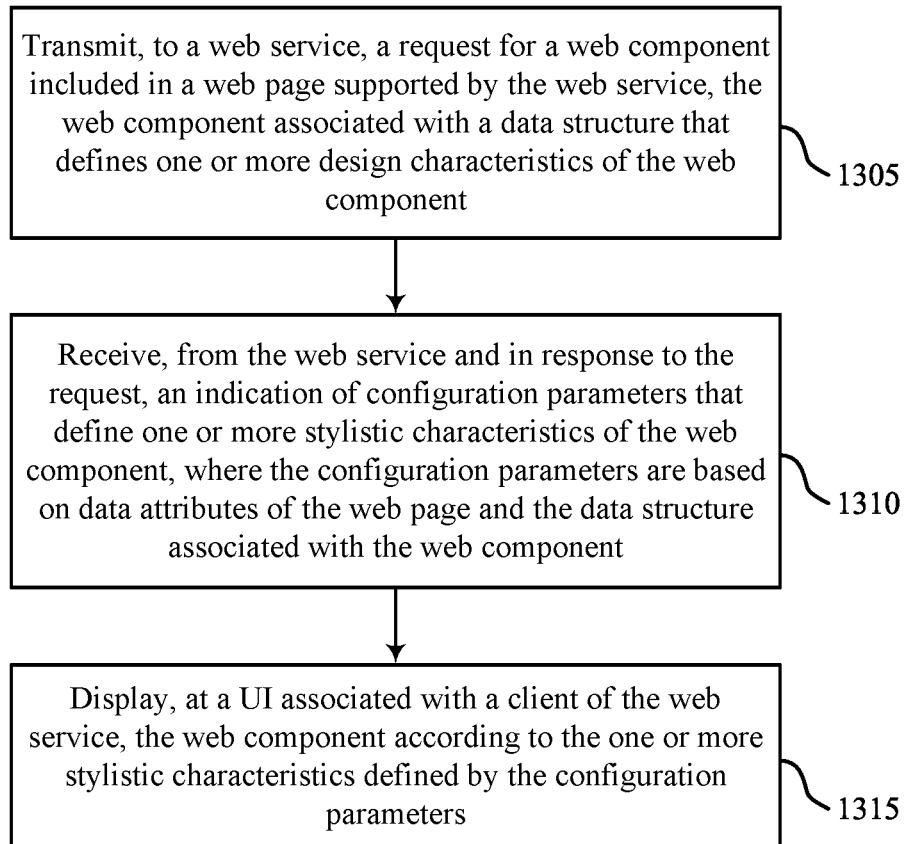 Transmit, to a web service, a request for a web component
included in a web page supported by the web service, the
web component associated with a data structure that
defines one or more design characteristics of the web
component
1305
Receive, from the web service and in response to the
request, an indication of configuration parameters that
define one or more stylistic characteristics of the web
component, where the configuration parameters are based
on data attributes of the web page and the data structure
associated with the web component
1310
Display, at a UI associated with a client of the web
service, the web component according to the one or more
stylistic characteristics defined by the configuration
parameters
1315